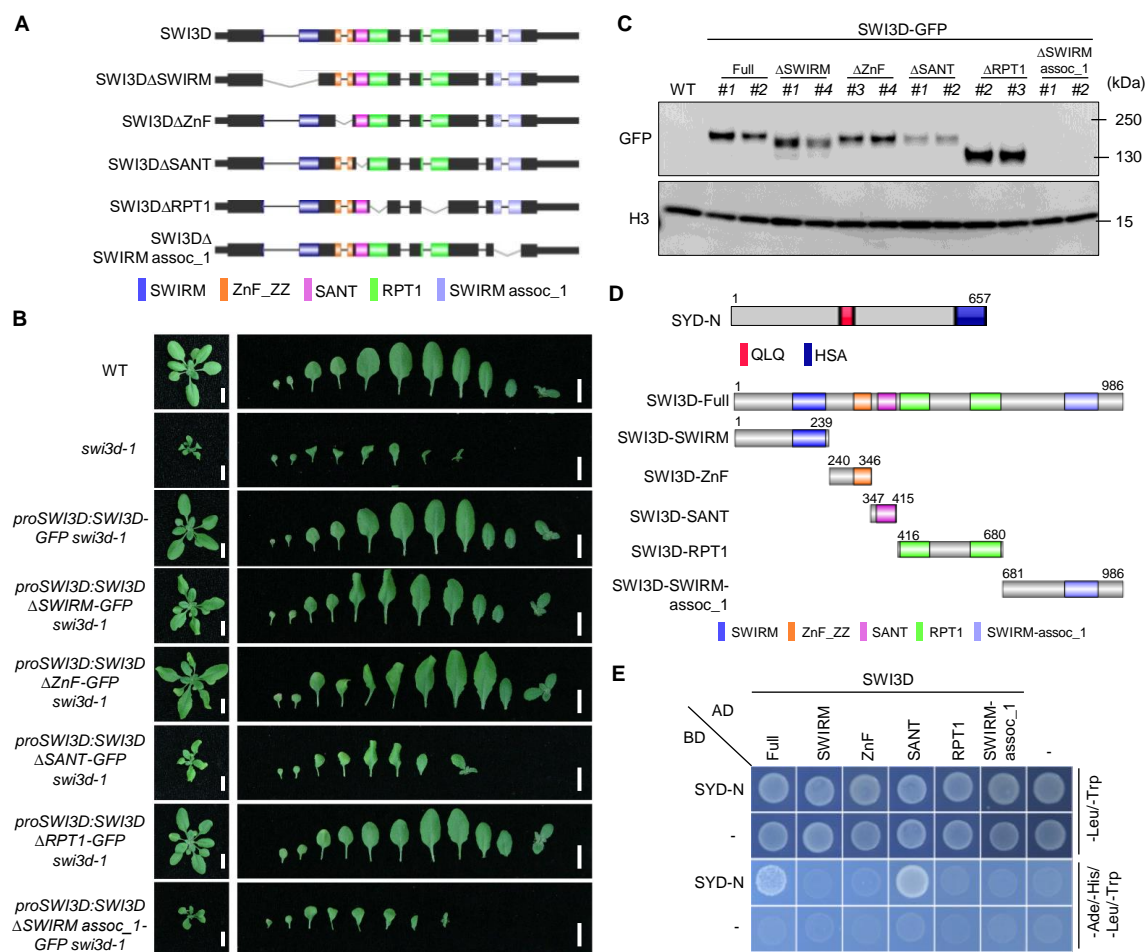 A
SWI3D
SWI3DΔSWIRM
SWI3DΔZnF
SWI3DΔSANT
SWI3DΔRPT1
SWI3DΔ
SWIRM assoc_1
SWIRM ZnF_ZZ SANT RPT1 SWIRM assoc_1
B
WT
swi3d-1
proSWI3D:SWI3D-
GFP swi3d-1
proSWI3D:SWI3D
ΔSWIRM-GFP
swi3d-1
proSWI3D:SWI3D
ΔZnF-GFP
swi3d-1
proSWI3D:SWI3D
ΔSANT-GFP
swi3d-1
proSWI3D:SWI3D
ΔRPT1-GFP
swi3d-1
proSWI3D:SWI3D
ΔSWIRM assoc_1-
GFP swi3d-1
C
SWI3D-GFP
Full ΔSWIRM ΔZnF ΔSANT ΔRPT1 ΔSWIRM
assoc_1
WT #1 #2 #1 #4 #3 #4 #1 #2 #2 #3 #1 #2 (kDa)
GFP
250
130
H3
15
D
1 657
SYD-N
QLQ HSA
1 986
SWI3D-Full
1 239
SWI3D-SWIRM
240 346
SWI3D-ZnF
347 415
SWI3D-SANT
416 680
SWI3D-RPT1
681 986
SWI3D-SWIRM-
assoc_1
SWIRM ZnF_ZZ SANT RPT1 SWIRM-assoc_1
E
SWI3D
AD
BD
Full
SWIRM
ZnF
SANT
RPT1
SWIRM-
assoc_1
-
SYD-N
-
-Leu/-Trp
SYD-N
-
-Ade/-His/
-Leu/-Trp